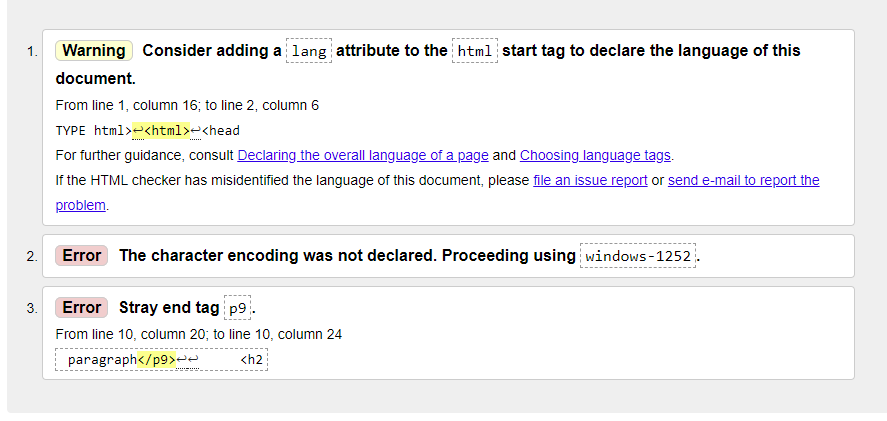 1. Warning Consider adding a lang attribute to the html start tag to declare the language of this
document.
From line 1, column 16; to line 2, column 6
TYPE html>↩<html>↩<head
For further guidance, consult Declaring the overall language of a page and Choosing language tags.
If the HTML checker has misidentified the language of this document, please file an issue report or send e-mail to report the
problem.
2. Error The character encoding was not declared. Proceeding using windows-1252.
3. Error Stray end tag p9.
From line 10, column 20; to line 10, column 24
paragraph</p9>↩↩ <h2